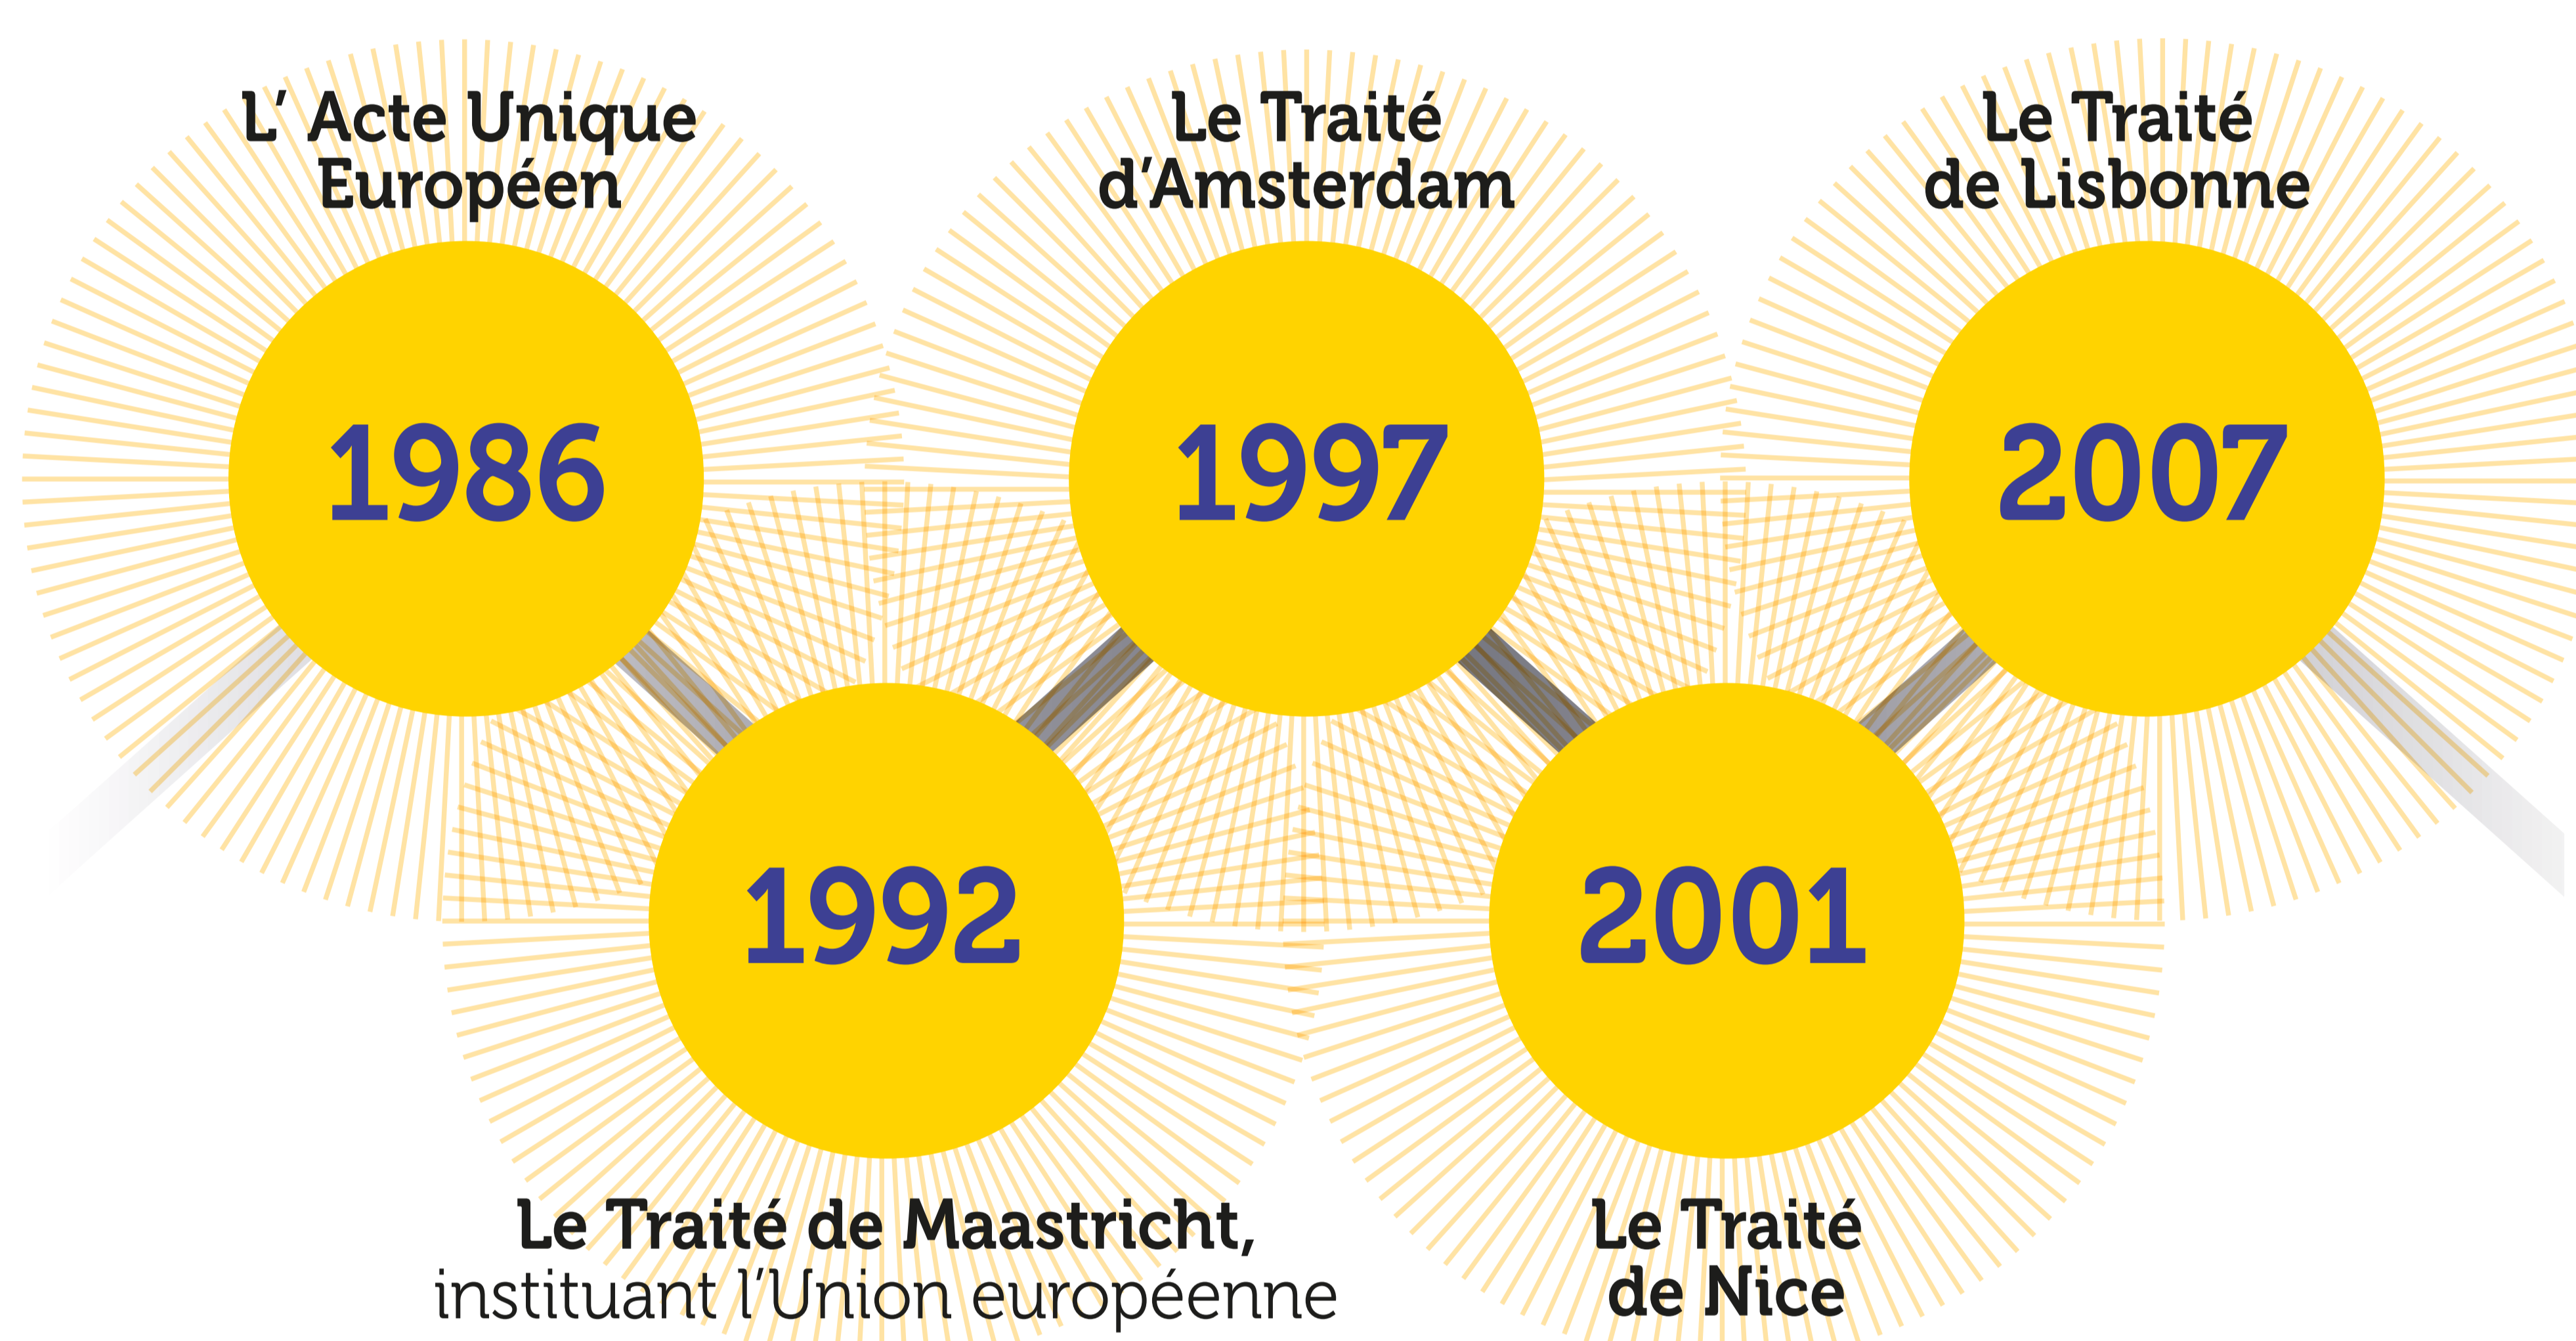 L' Acte Unique
Européen
1986
Le Traité de Maastricht,
instituant l'Union européenne
1992
Le Traité
d'Amsterdam
1997
Le Traité
de Nice
2001
Le Traité
de Lisbonne
2007